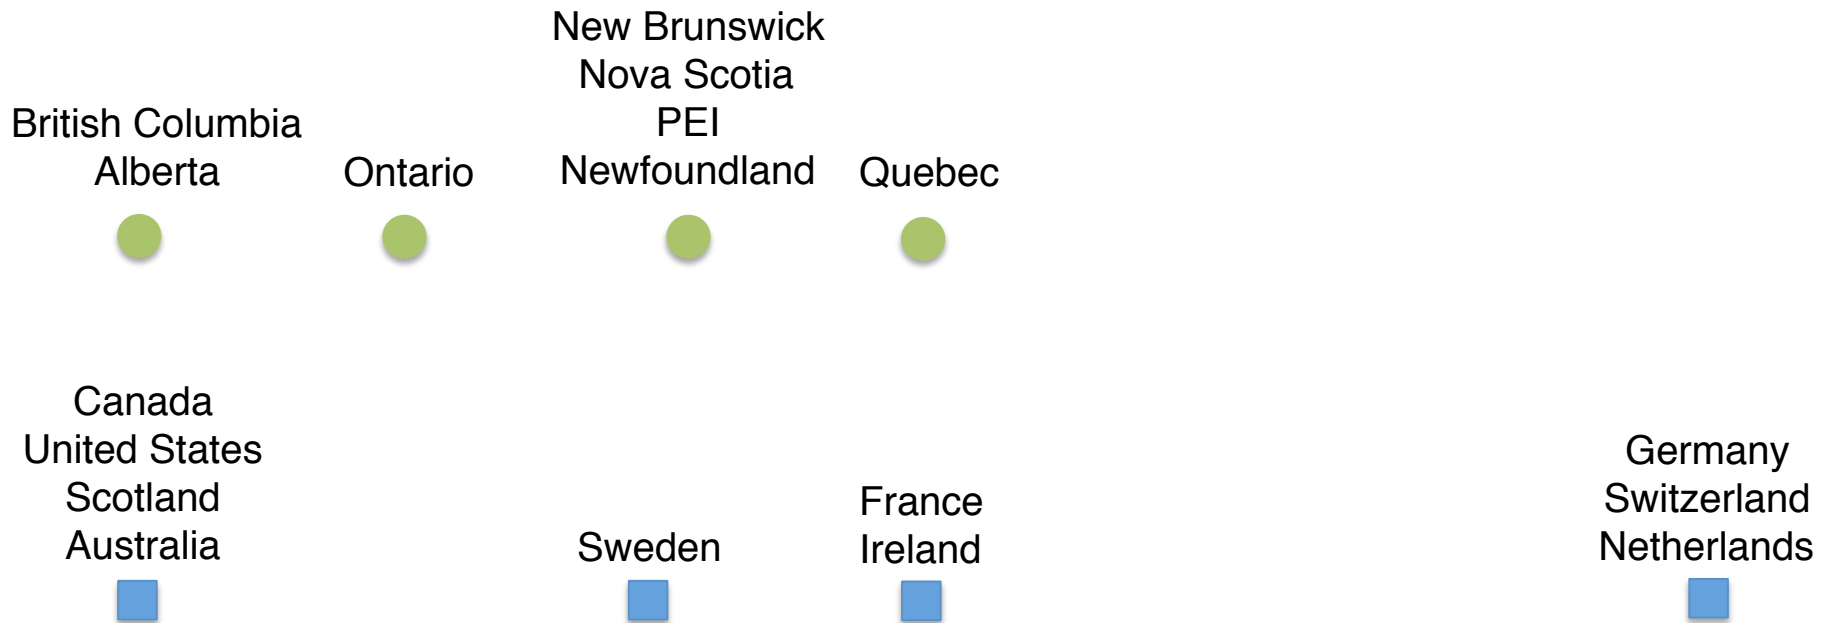 British Columbia
Alberta
Ontario
New Brunswick
Nova Scotia
PEI
Newfoundland
Quebec
Canada
United States
Scotland
Australia
Sweden
France
Ireland
Germany
Switzerland
Netherlands